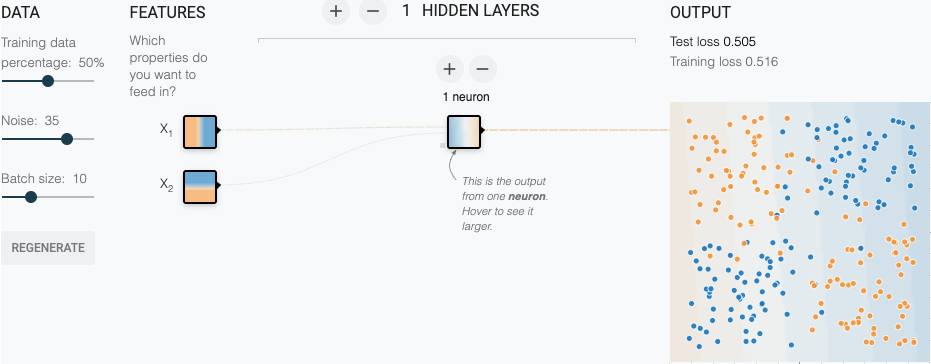 DATA
Training data
percentage: 50%
Noise: 35
Batch size: 10
REGENERATE
FEATURES
Which
properties do
you want to
feed in?
X1
X2
1 HIDDEN LAYERS
1 neuron
This is the output
from one neuron.
Hover to see it
larger.
OUTPUT
Test loss 0.505
Training loss 0.516